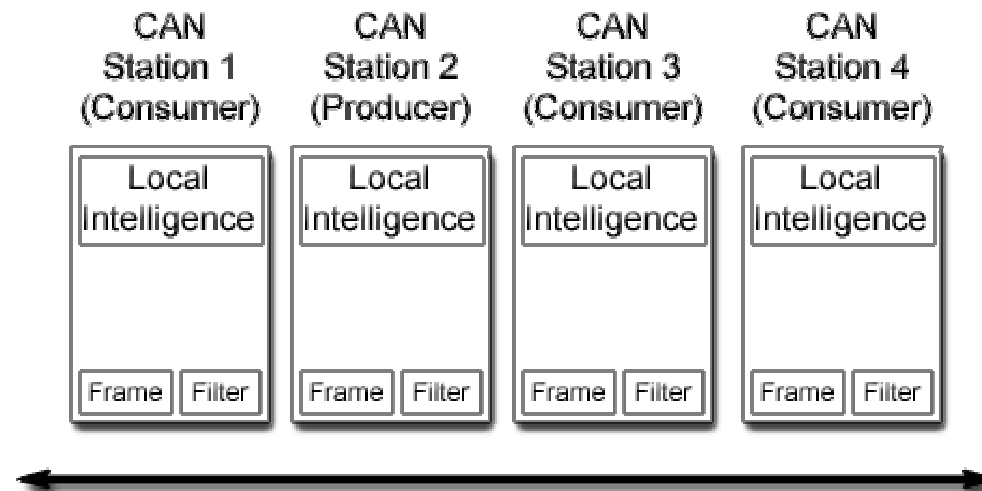 CAN
Station 1
(Consumer)
CAN
Station 2
(Producer)
CAN
Station 3
(Consumer)
CAN
Station 4
(Consumer)
Local
Intelligence
Local
Intelligence
Local
Intelligence
Local
Intelligence
Frame
Filter
Frame
Filter
Frame
Filter
Frame
Filter